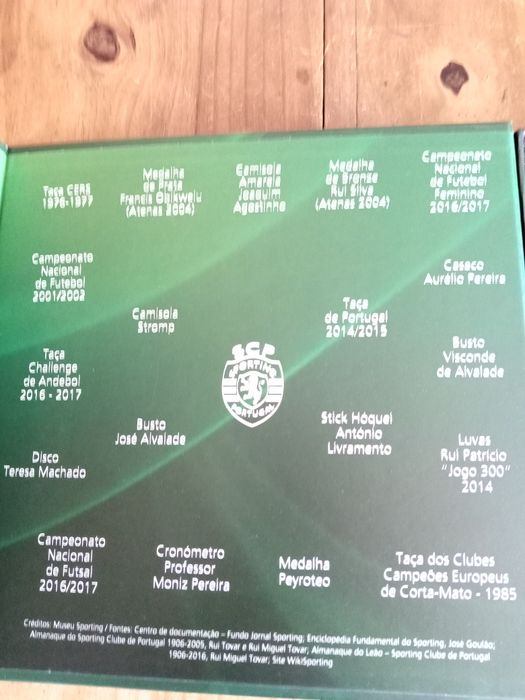 Taça CERS
1976-1977
Medalha
de Prata
Francis Obikwelu
(Atenas 2004)
Camisola
Amarela
Joaquim
Agostinho
Medalha
de Bronze
Rui Silva
(Atenas 2004)
Campeonato
Nacional
de Futebol
Feminino
2016/2017
Campeonato
Nacional
de Futebol
2001/2002
Camisola
Stromp
Taça
de Portugal
2014/2015
Casaco
Aurélio Pereira
Taça
Challenge
de Andebol
2016 - 2017
SCP
SPORTING
PORTUGAL
Busto
Visconde
de Alvalade
Busto
José Alvalade
Stick Hóquei
António
Livramento
Disco
Teresa Machado
Luvas
Rui Patrício
"Jogo 300"
2014
Campeonato
Nacional
de Futsal
2016/2017
Cronómetro
Professor
Moniz Pereira
Medalha
Peyroteo
Taça dos Clubes
Campeões Europeus
de Corta-Mato - 1985
Créditos: Museu Sporting / Fontes: Centro de documentação – Fundo Jornal Sporting; Enciclopédia Fundamental do Sporting, José Goulão;
Almanaque do Sporting Clube de Portugal 1906-2005, Rui Tovar e Rui Miguel Tovar; Almanaque do Leão – Sporting Clube de Portugal
1906-2016, Rui Miguel Tovar; Site WikiSporting